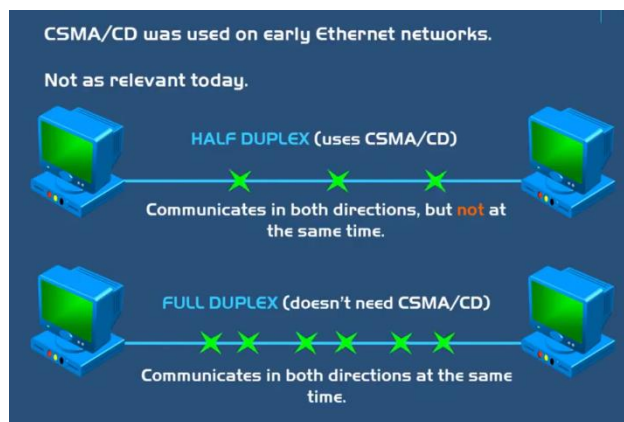 CSMA/CD was used on early Ethernet networks.
Not as relevant today.
HALF DUPLEX (uses CSMA/CD)
Communicates in both directions, but not at
the same time.
FULL DUPLEX (doesn't need CSMA/CD)
Communicates in both directions at the same
time.